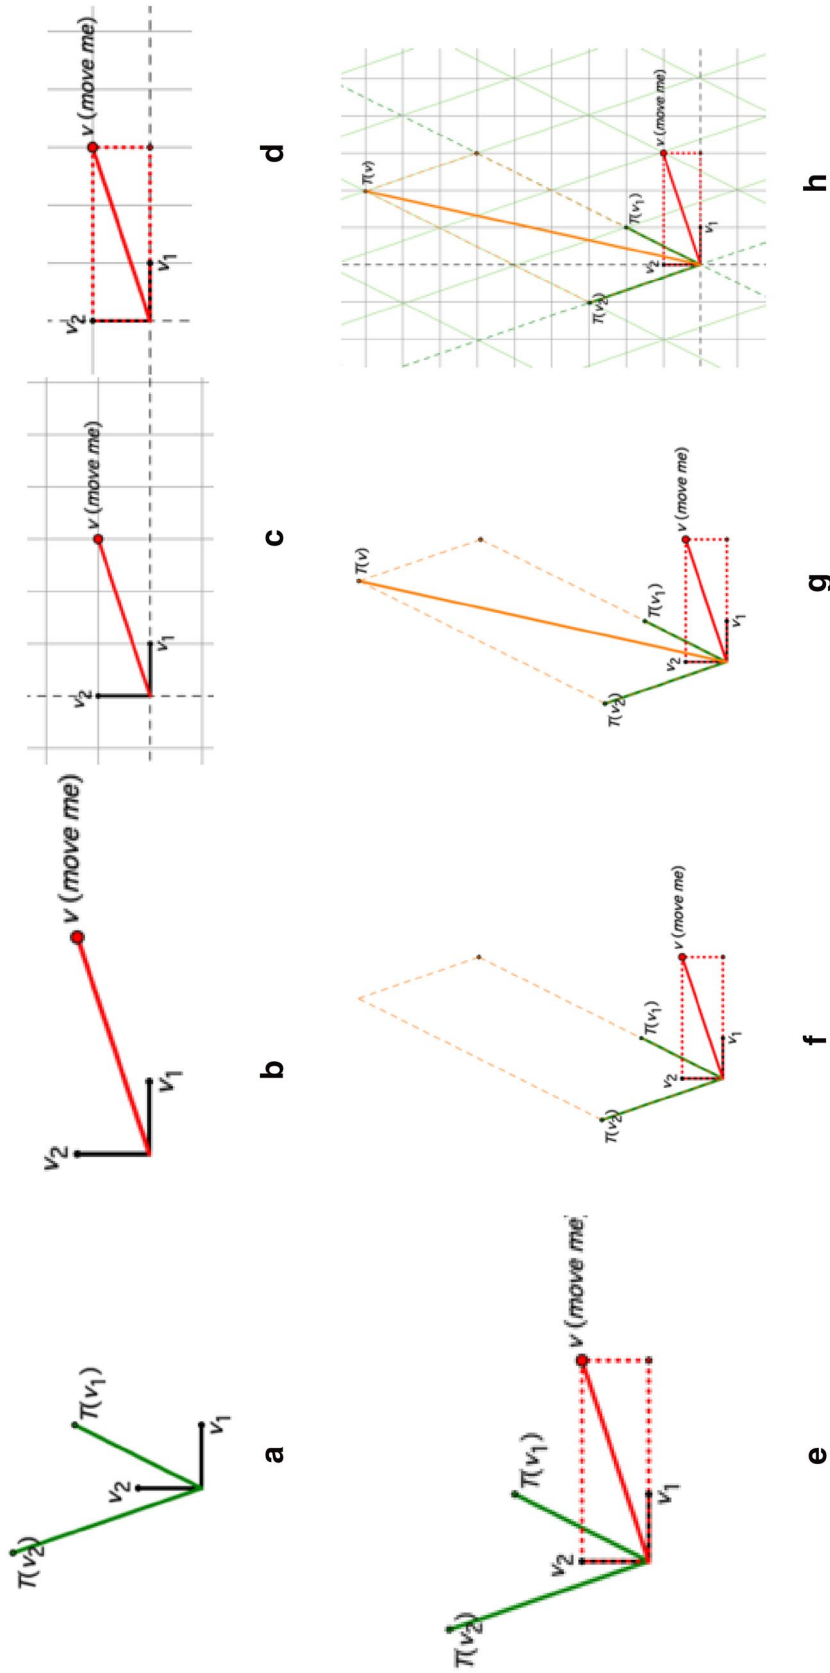 T(v₂)
T(v₁)
v₂
v₁
a
v₂
v (move me)
v₁
b
v₂
v (move me)
v₁
c
v₂
v (move me)
v₁
d
T(v₂)
T(v₁)
v₂
v (move me
v₁
e
T(v₂)
T(v₁)
v₂
v (move me)
v₁
f
T(v)
T(v₂)
T(v₁)
v₂
v (move me)
v₁
g
T(v)
T(v₂)
T(v₁)
v₂
v (move me)
v₁
h